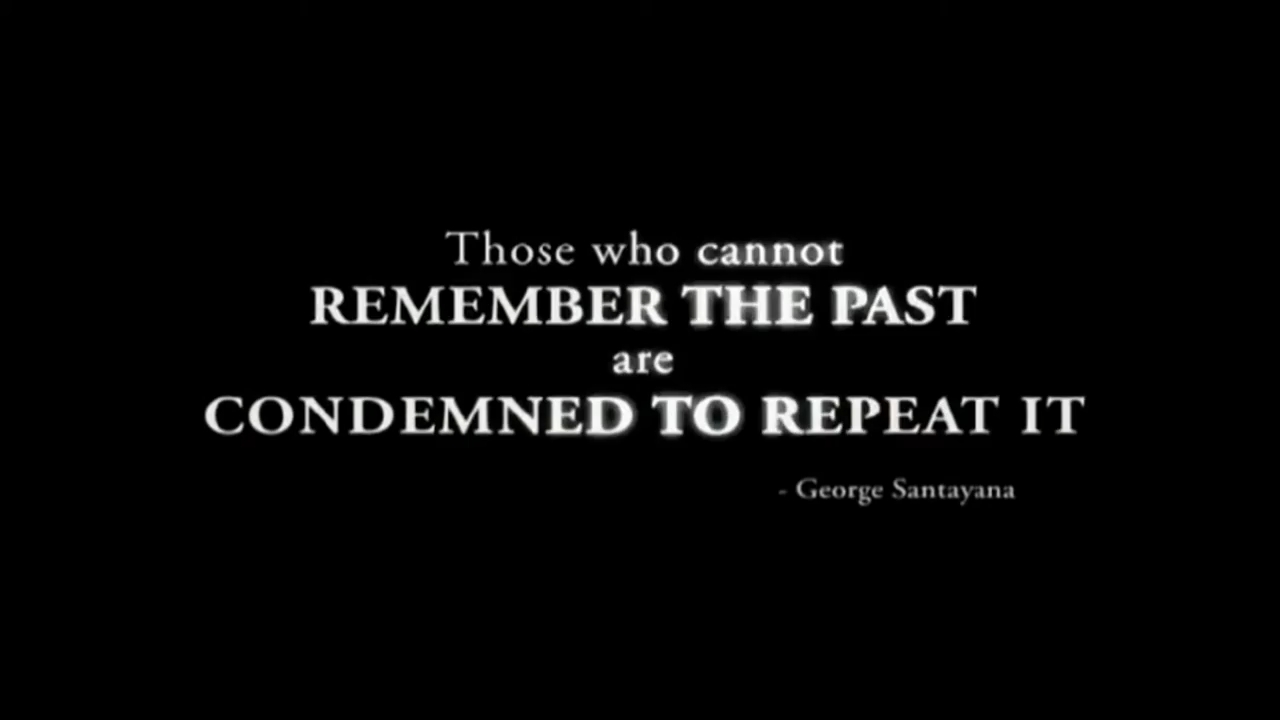 Those who cannot
REMEMBER THE PAST
are
CONDEMNED TO REPEAT IT
- George Santayana